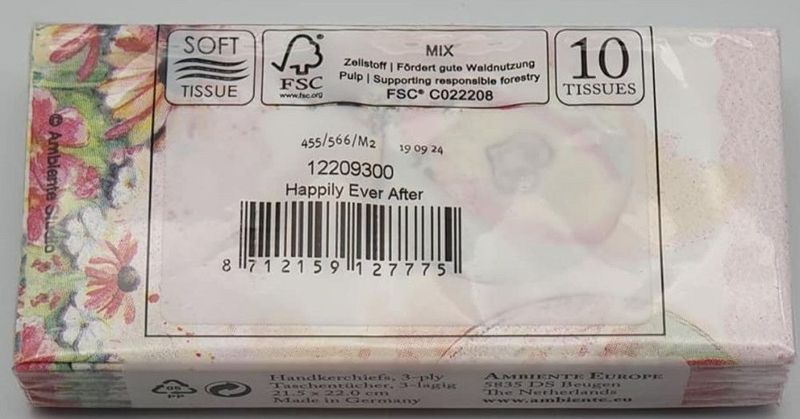 SOFT
TISSUE
FSC
www.fsc.org
MIX
Zellstoff | Fördert gute Waldnutzung
Pulp | Supporting responsible forestry
FSC® C022208
10
TISSUES
© Ambiente Studio
455/566/M2 19 09 24
12209300
Happily Ever After
8 712159 127775
05
PP
Handkerchiefs, 3-ply
Taschentücher, 3-lagig
21.5 x 22.0 cm
Made in Germany
AMBIENTE EUROPE
5835 DS Beugen
The Netherlands
www.ambiente.eu